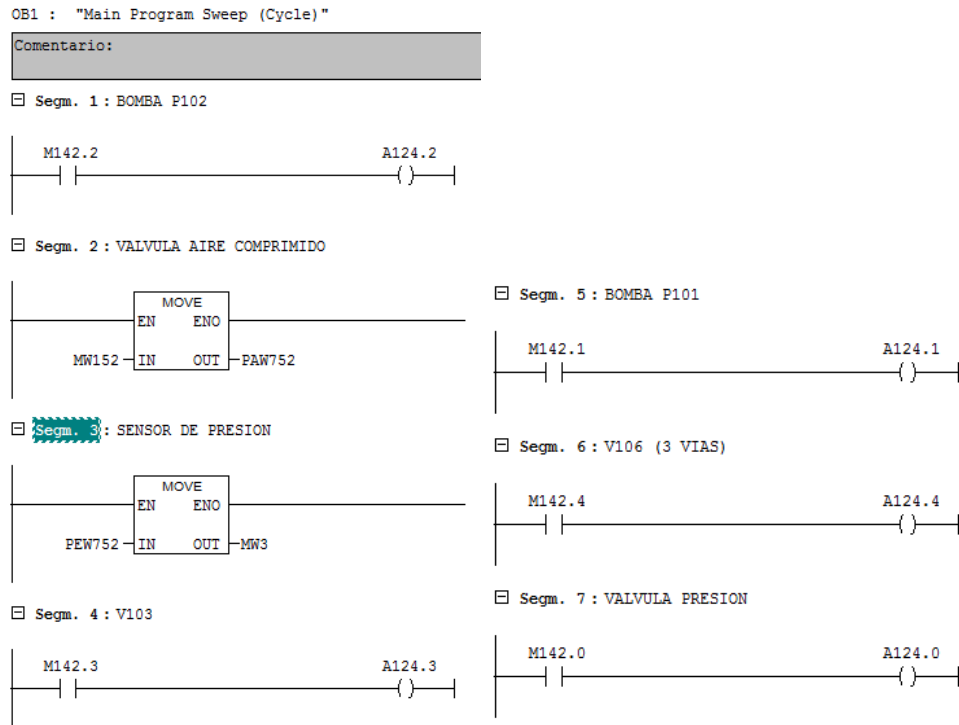 OB1 : "Main Program Sweep (Cycle)"
Comentario:
Segm. 1 : BOMBA P102
M142.2 A124.2
Segm. 2 : VALVULA AIRE COMPRIMIDO
MOVE
EN ENO
MW152 IN OUT PAW752
Segm. 3 : SENSOR DE PRESION
MOVE
EN ENO
PEW752 IN OUT MW3
Segm. 4 : V103
M142.3 A124.3
Segm. 5 : BOMBA P101
M142.1 A124.1
Segm. 6 : V106 (3 VIAS)
M142.4 A124.4
Segm. 7 : VALVULA PRESION
M142.0 A124.0